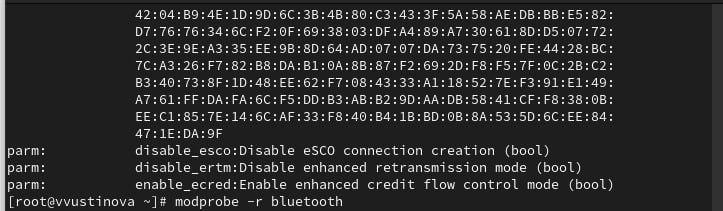 42:04:B9:4E:1D:9D:6C:3B:4B:80:C3:43:3F:5A:58:AE:DB:BB:E5:82:
D7:76:76:34:6C:F2:0F:69:38:03:DF:A4:89:A7:30:61:8D:D5:07:72:
2C:3E:9E:A3:35:EE:9B:8D:64:AD:07:07:DA:73:75:20:FE:44:28:BC:
7C:A3:26:F7:82:B8:DA:B1:0A:8B:87:F2:69:2D:F8:F5:7F:0C:2B:C2:
B3:40:73:8F:1D:48:EE:62:F7:08:43:33:A1:18:52:7E:F3:91:E1:49:
A7:61:FF:DA:FA:6C:F5:DD:B3:AB:B2:9D:AA:DB:58:41:CF:F8:38:0B:
EE:C1:85:7E:14:6C:AF:33:F8:40:B4:1B:BD:0B:8A:53:5D:6C:EE:84:
47:1E:DA:9F
parm: disable_esco:Disable eSCO connection creation (bool)
parm: disable_ertm:Disable enhanced retransmission mode (bool)
parm: enable_ecred:Enable enhanced credit flow control mode (bool)
[root@vvustinova ~]# modprobe -r bluetooth